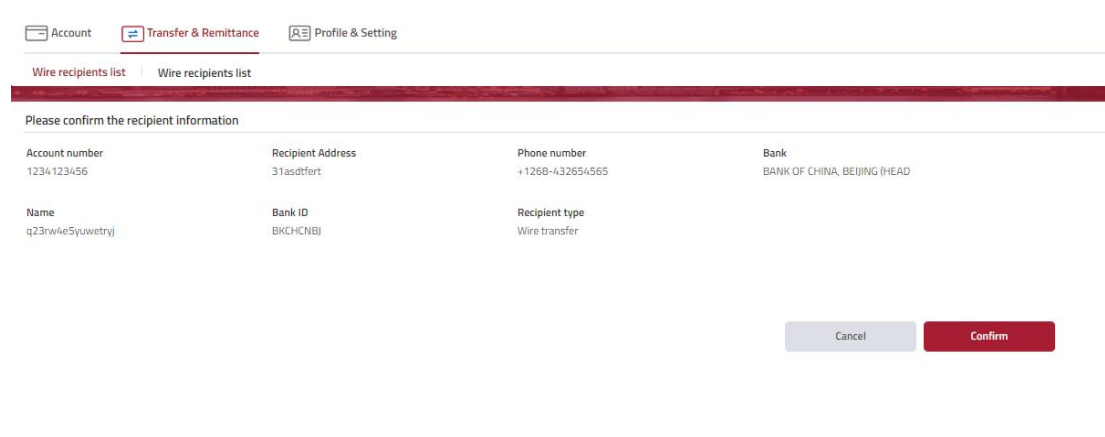 Account Transfer & Remittance Profile & Setting
Wire recipients list Wire recipients list
Please confirm the recipient information
Account number Recipient Address Phone number Bank
1234123456 31asdtfert +1268-432654565 BANK OF CHINA, BEIJING (HEAD
Name Bank ID Recipient type
q23rw4e5yuwetryj BKCHCNBJ Wire transfer
Cancel Confirm